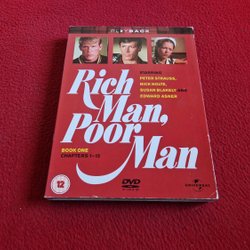 PLAYBACK
STARRING
PETER STRAUSS,
NICK NOLTE,
SUSAN BLAKELY AND
EDWARD ASNER
Rich
Man,
Poor
Man
BOOK ONE
CHAPTERS 1-12
12
DVD
VIDEO
UNIVERSAL